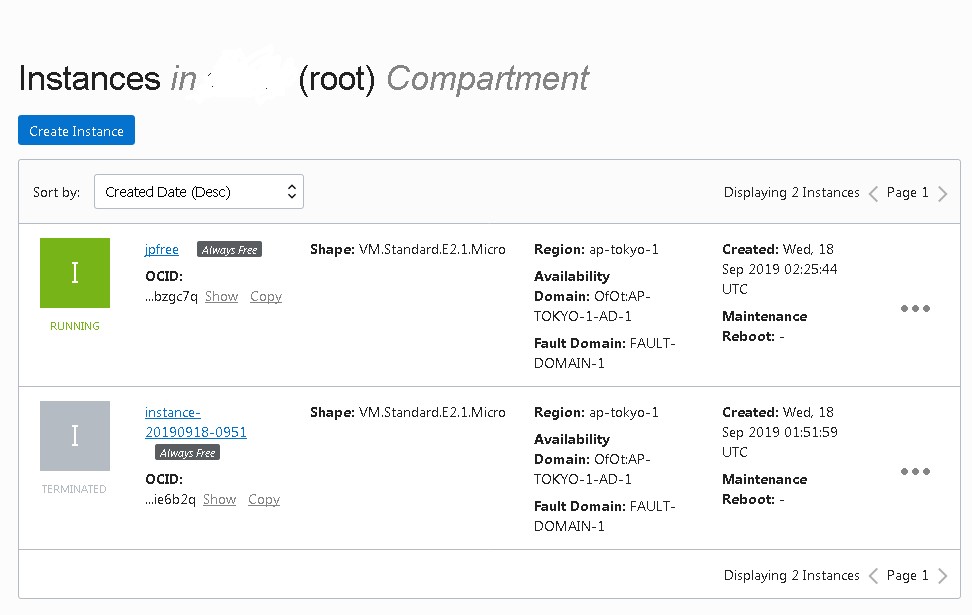 Instances in (root) Compartment
Create Instance
Sort by: Created Date (Desc)
Displaying 2 Instances Page 1
I
RUNNING
jpfree Always Free
OCID:
...bzgc7q Show Copy
Shape: VM.Standard.E2.1.Micro
Region: ap-tokyo-1
Availability
Domain: OfOt:AP-
TOKYO-1-AD-1
Fault Domain: FAULT-
DOMAIN-1
Created: Wed, 18
Sep 2019 02:25:44
UTC
Maintenance
Reboot: -
I
TERMINATED
instance-
20190918-0951
Always Free
OCID:
...ie6b2q Show Copy
Shape: VM.Standard.E2.1.Micro
Region: ap-tokyo-1
Availability
Domain: OfOt:AP-
TOKYO-1-AD-1
Fault Domain: FAULT-
DOMAIN-1
Created: Wed, 18
Sep 2019 01:51:59
UTC
Maintenance
Reboot: -
Displaying 2 Instances Page 1